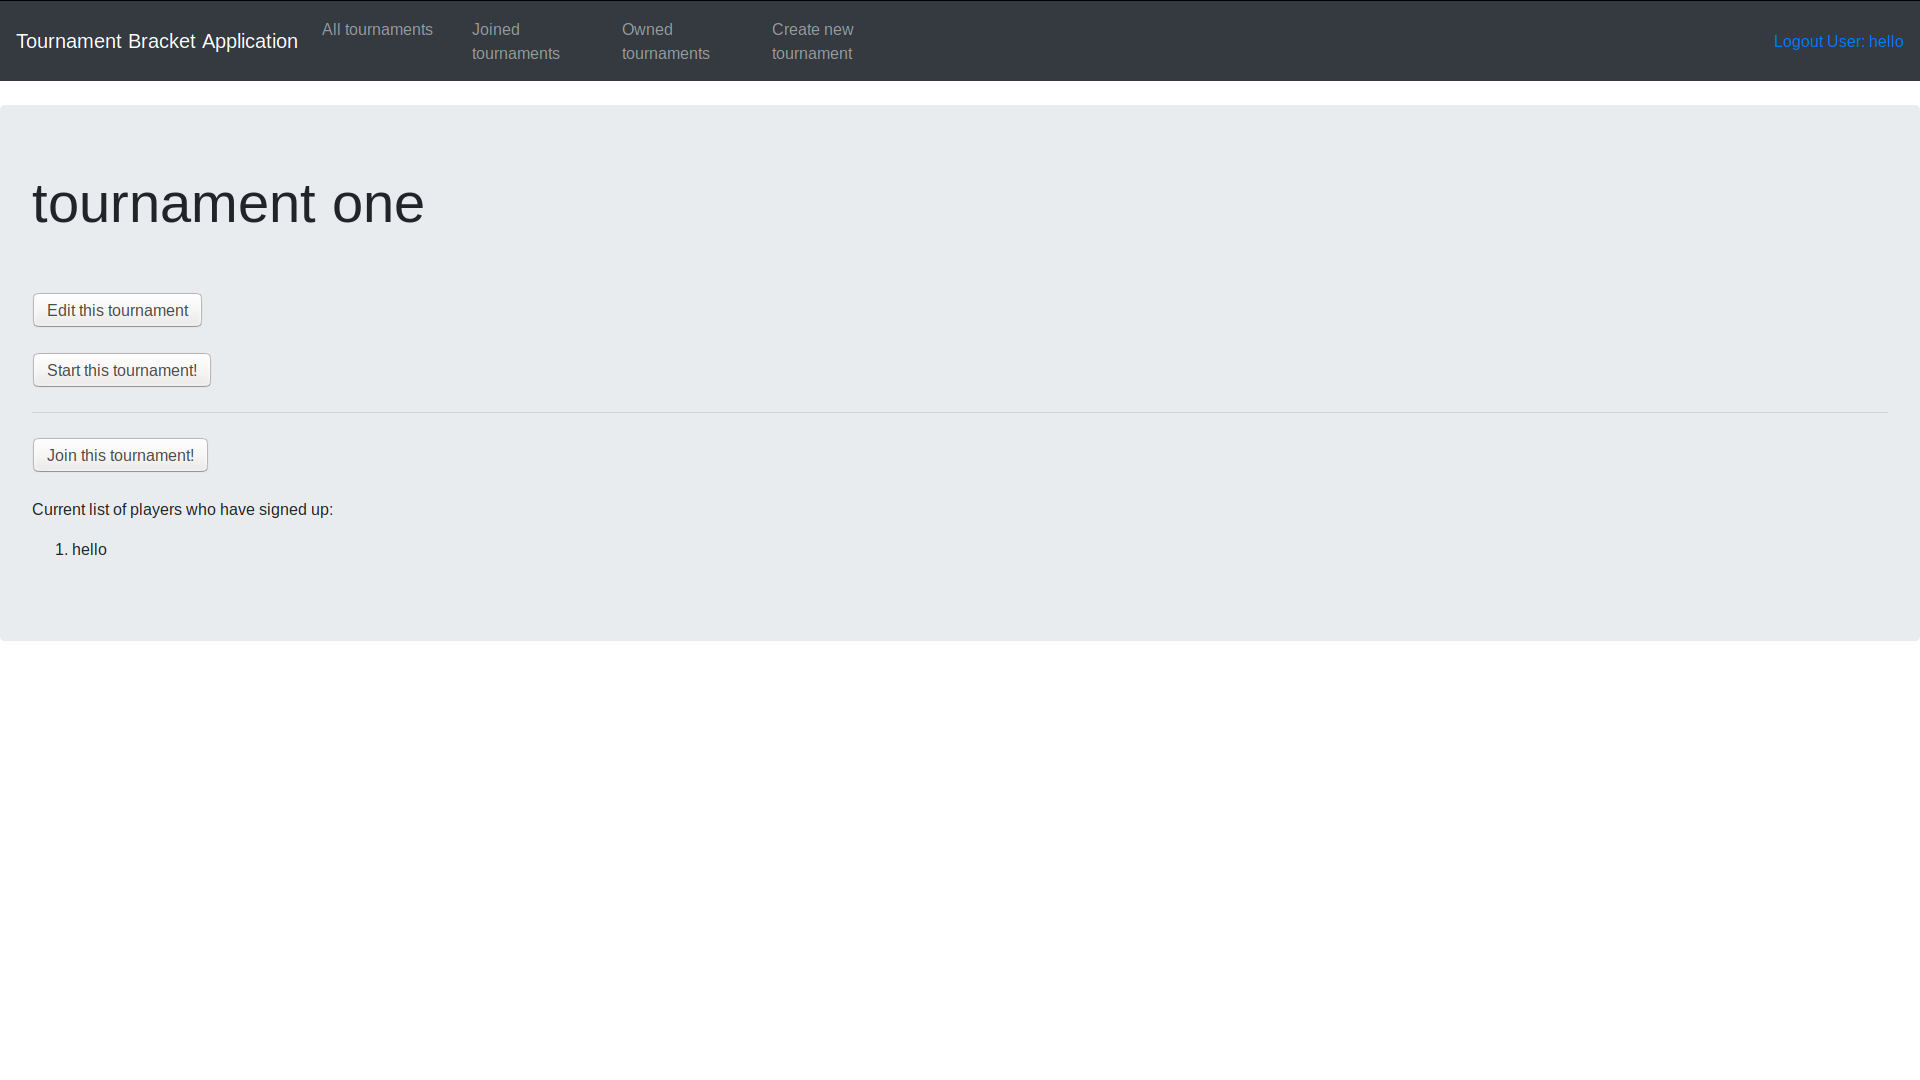 Tournament Bracket Application
All tournaments
Joined
tournaments
Owned
tournaments
Create new
tournament
Logout User: hello
tournament one
Edit this tournament
Start this tournament!
Join this tournament!
Current list of players who have signed up:
1. hello